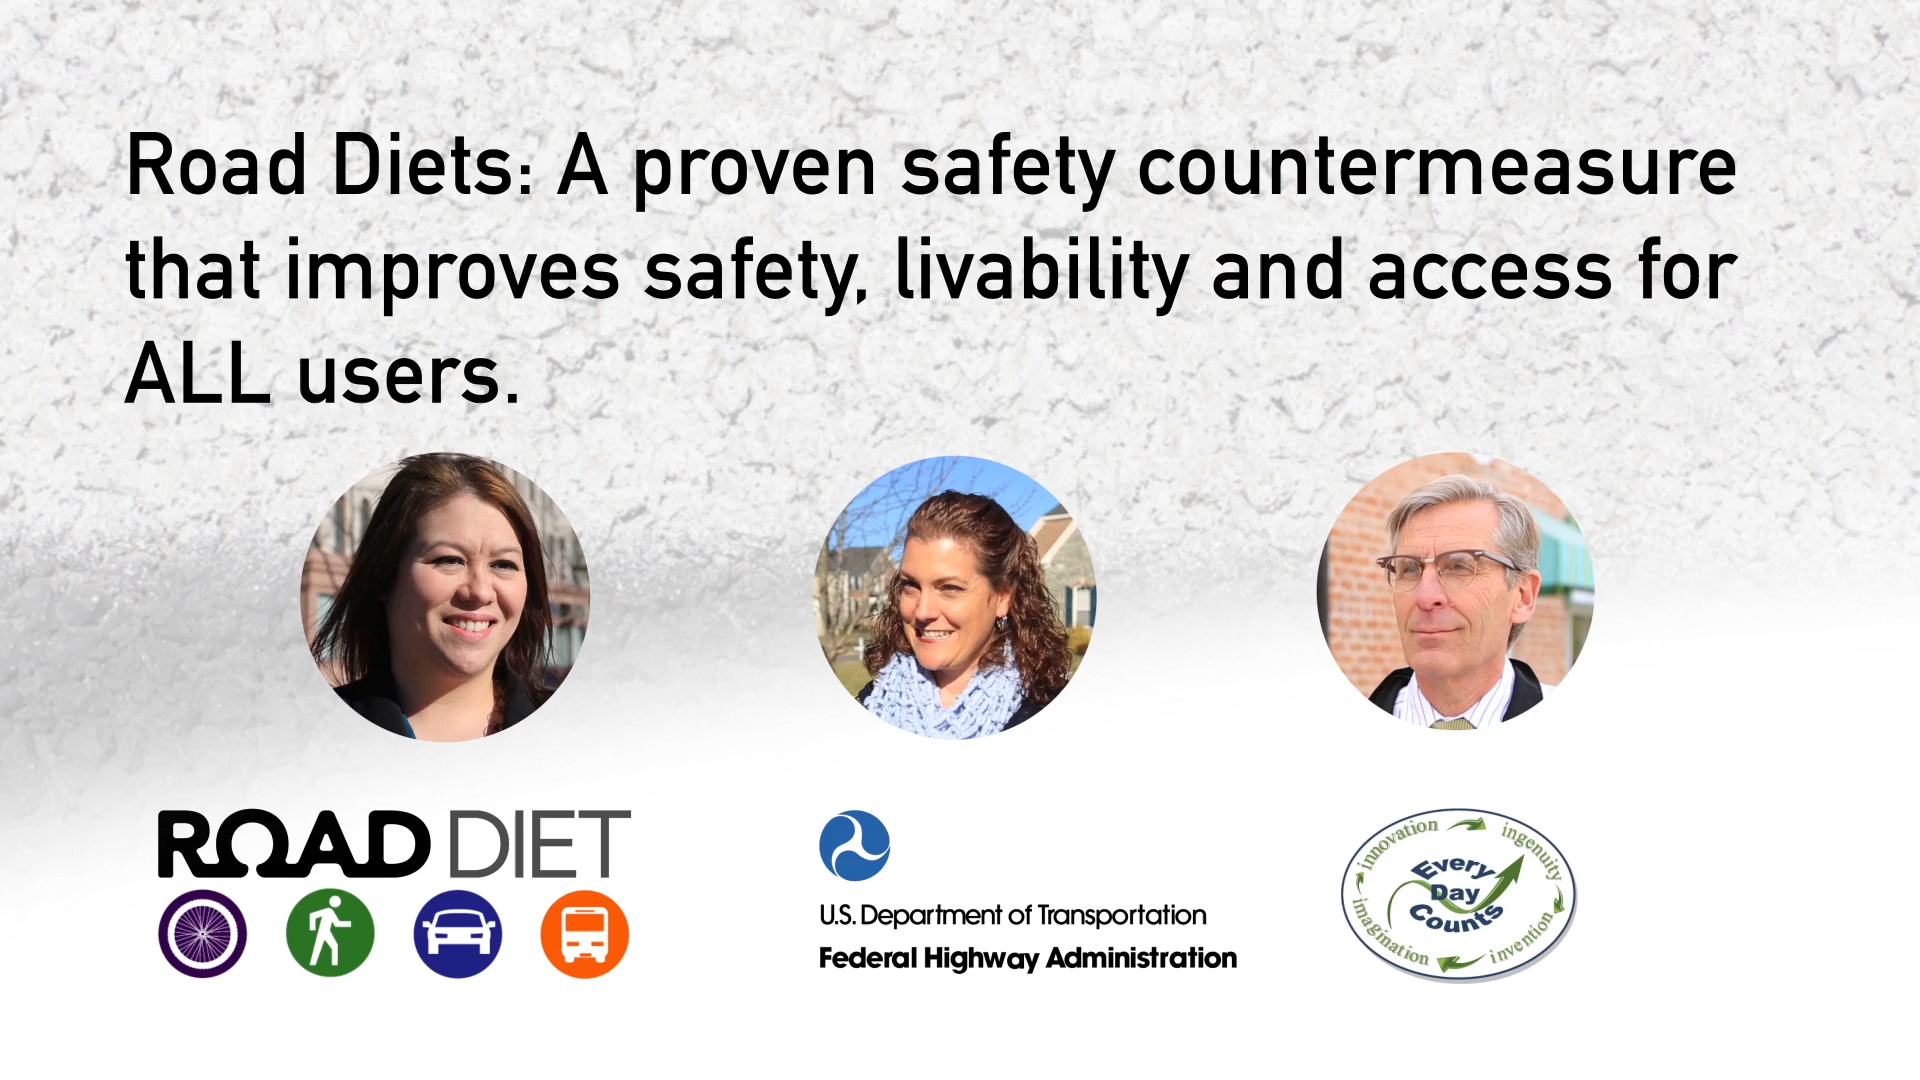 Road Diets: A proven safety countermeasure
that improves safety, livability and access for
ALL users.
ROAD DIET
U.S. Department of Transportation
Federal Highway Administration
innovation
ingenuity
Every
Day
Counts
imagination
invention